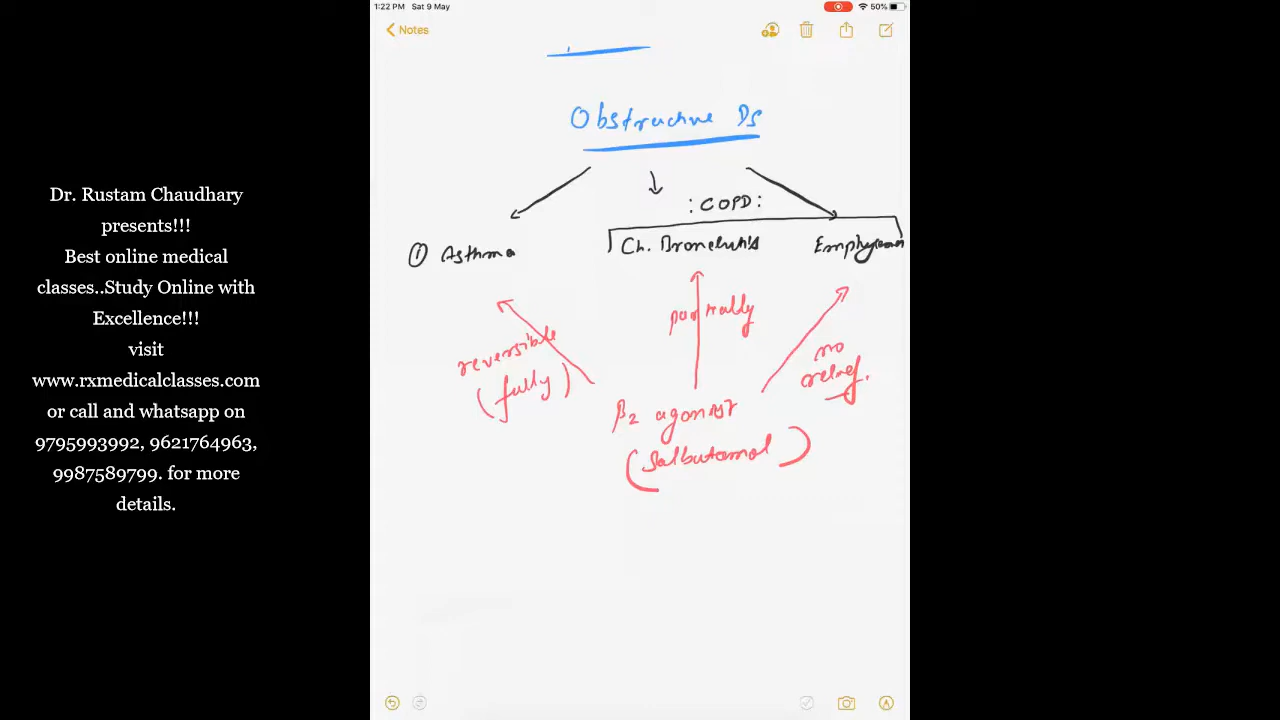 1:22 PM Sat 9 May
50%
Notes
Dr. Rustam Chaudhary
presents!!!
Best online medical
classes..Study Online with
Excellence!!!
visit
www.rxmedicalclasses.com
or call and whatsapp on
9795993992, 9621764963,
9987589799. for more
details.
Obstructive Ds
: COPD :
① Asthma
Ch. Bronchitis
Emphysema
reversible
(fully)
partially
no
relief.
β2 agonist
(Salbutamol)